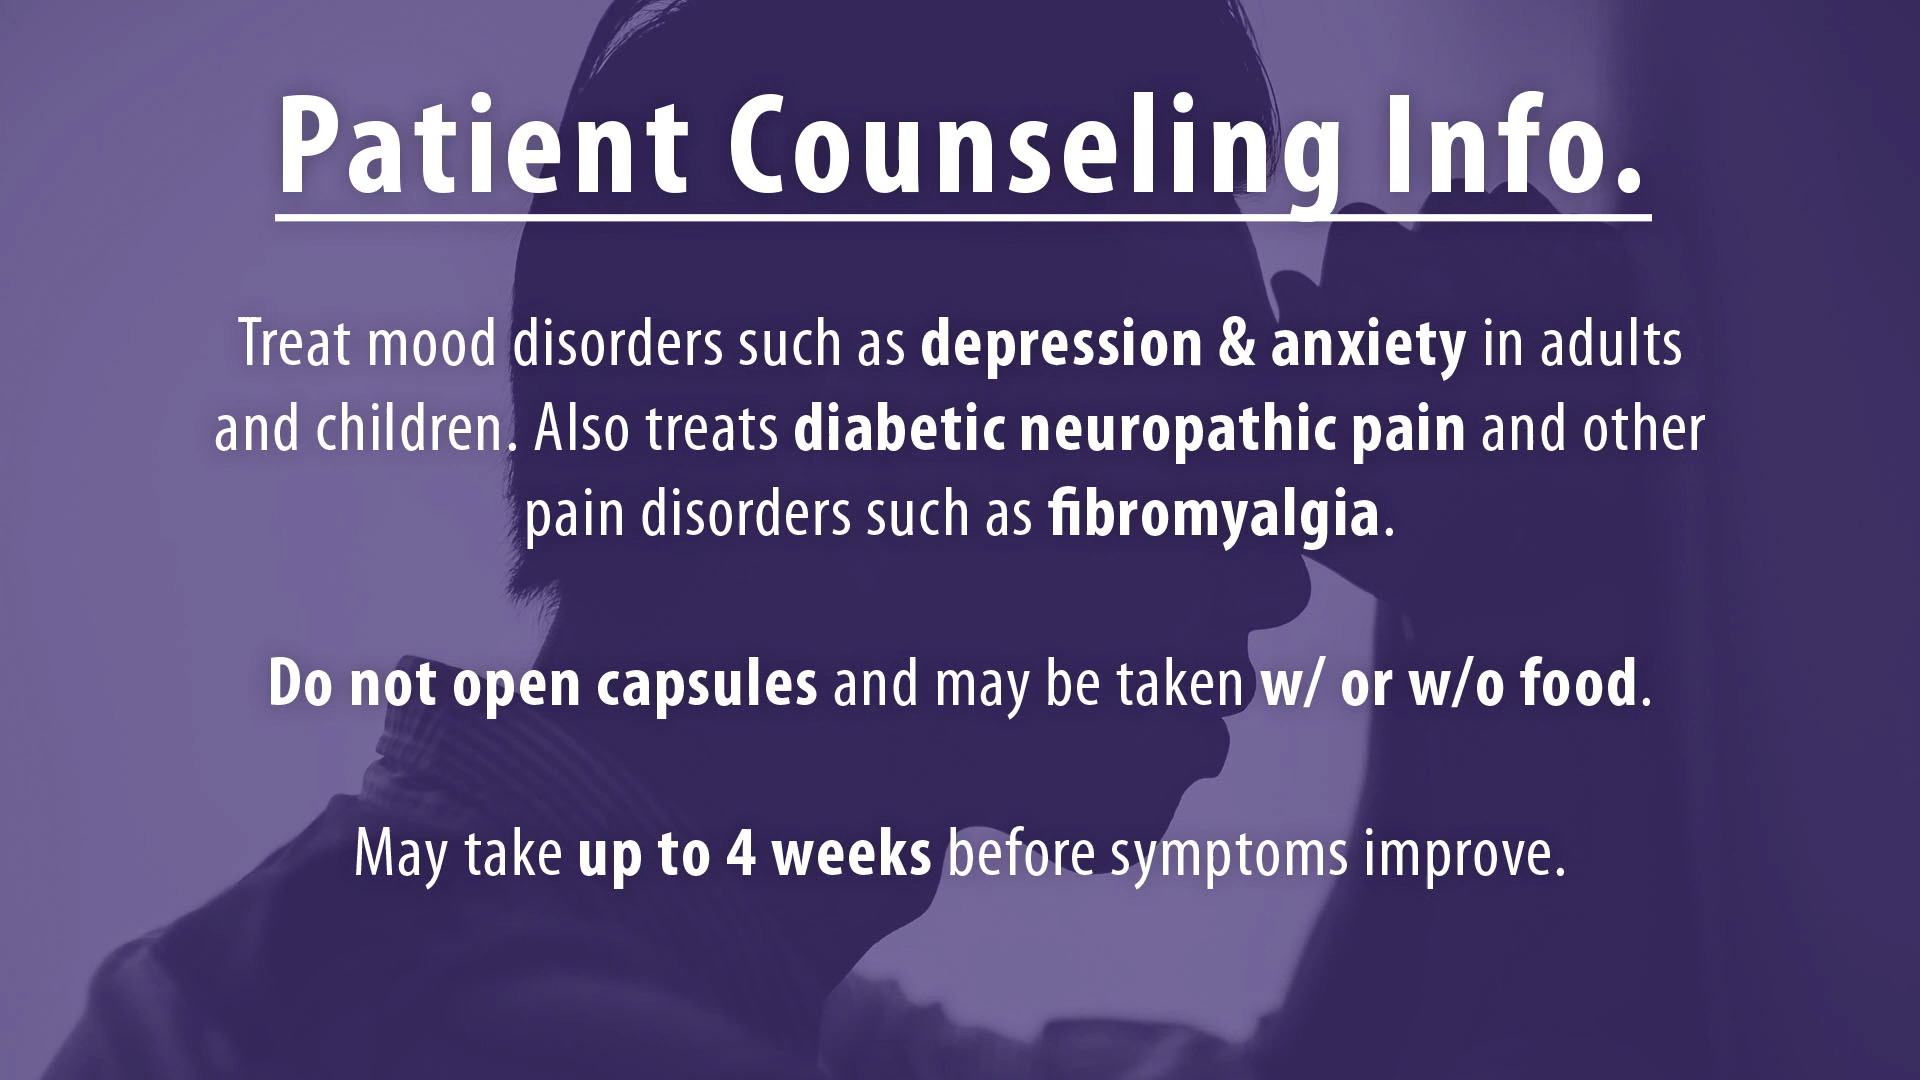 Patient Counseling Info.
Treat mood disorders such as depression & anxiety in adults
and children. Also treats diabetic neuropathic pain and other
pain disorders such as fibromyalgia.
Do not open capsules and may be taken w/ or w/o food.
May take up to 4 weeks before symptoms improve.